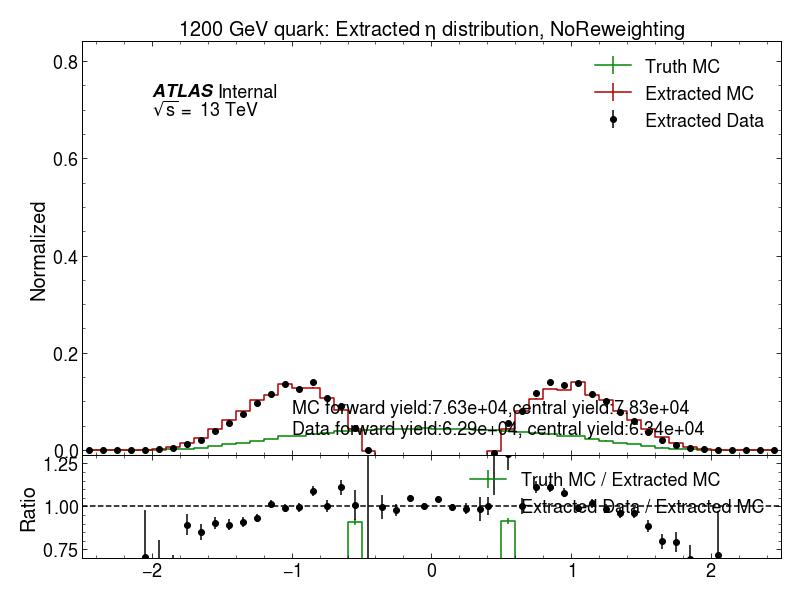 1200 GeV quark: Extracted η distribution, NoReweighting
0.8
ATLAS Internal
√s = 13 TeV
Truth MC
Extracted MC
Extracted Data
0.6
Normalized
0.4
0.2
MC forward yield:7.63e+04,central yield:7.83e+04
Data forward yield:6.29e+04, central yield:6.34e+04
0.0
1.25
Truth MC / Extracted MC
Ratio
1.00
Extracted Data / Extracted MC
0.75
−2 −1 0 1 2